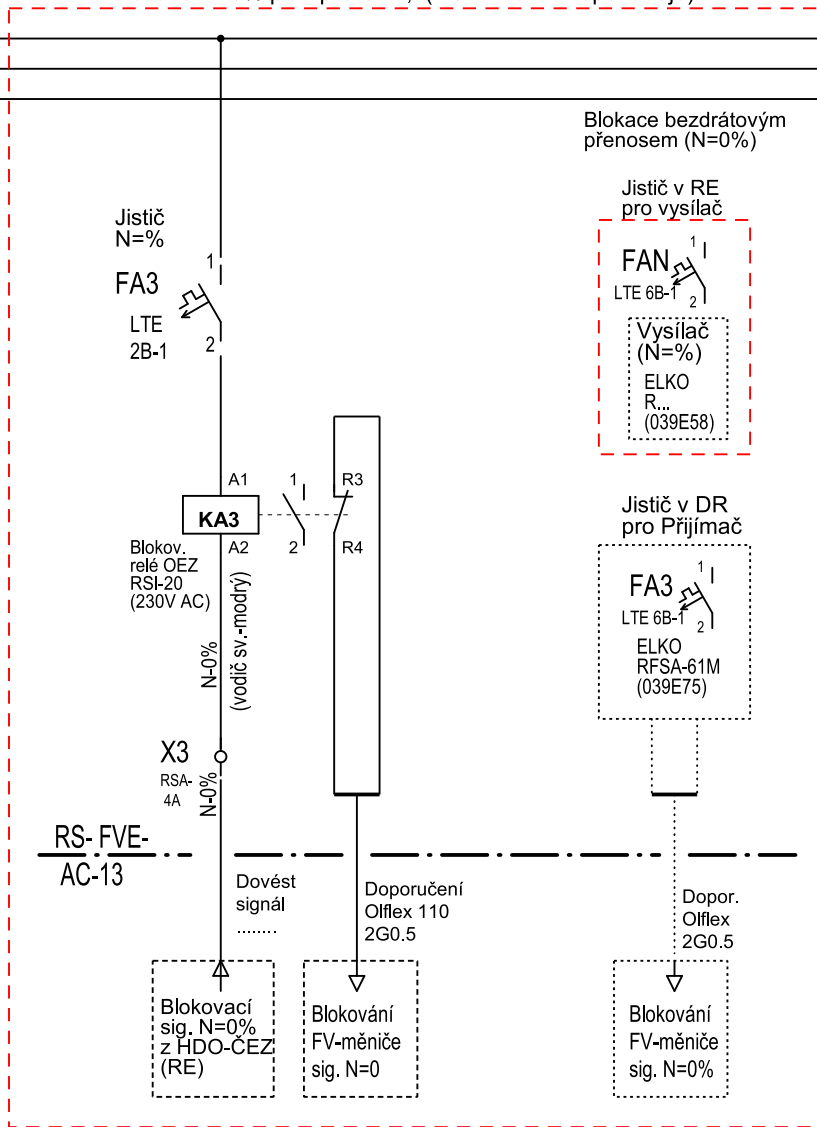 Blokace bezdrátovým
přenosem (N=0%)
Jistič v RE
pro vysílač
Jistič
N=%
1
FA3
LTE
2B-1
2
1
FAN
LTE 6B-1
2
Vysílač
(N=%)
ELKO
R...
(039E58)
A1
1
R3
KA3
A2
2
R4
Blokov.
relé OEZ
RSI-20
(230V AC)
(vodič sv.-modrý)
N-0%
Jistič v DR
pro Přijímač
1
FA3
LTE 6B-1
2
ELKO
RFSA-61M
(039E75)
X3
RSA-
4A
N-0%
RS- FVE-
AC-13
Dovést
signál
........
Doporučení
Olflex 110
2G0.5
Dopor.
Olflex
2G0.5
Blokovací
sig. N=0%
z HDO-ČEZ
(RE)
Blokování
FV-měniče
sig. N=0
Blokování
FV-měniče
sig. N=0%